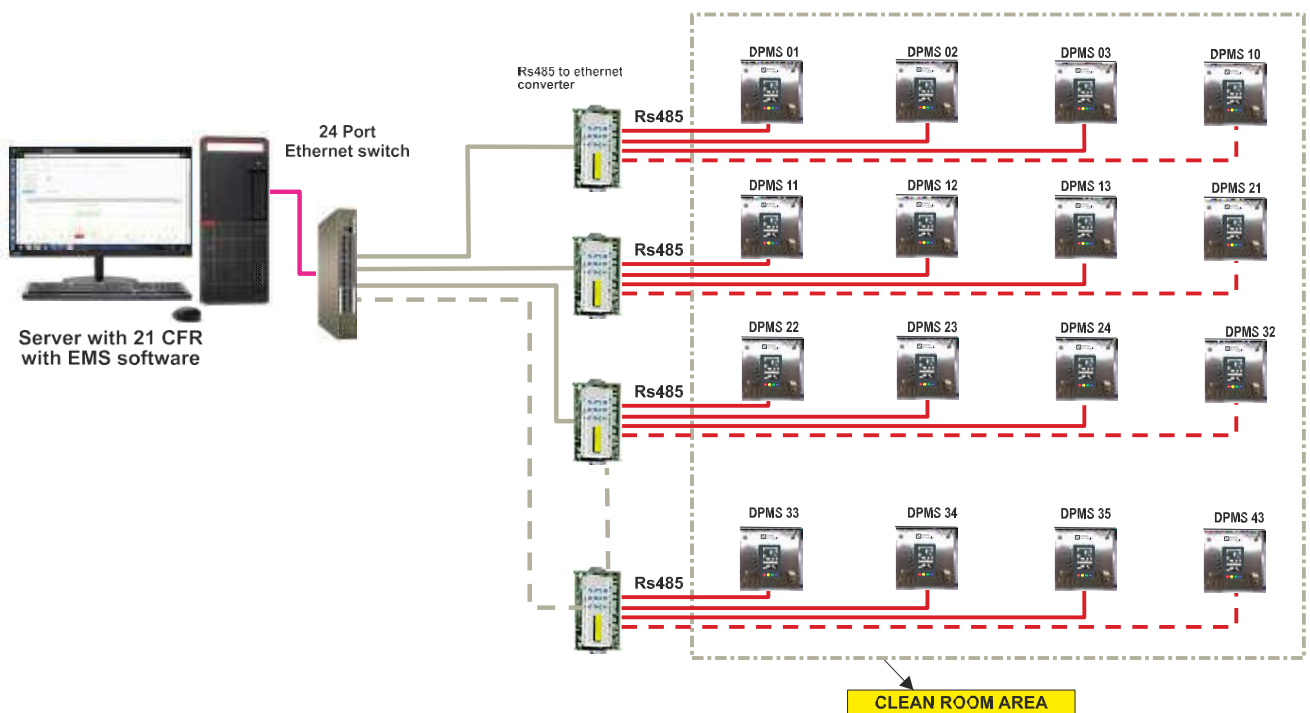 DPMS 01
DPMS 02
DPMS 03
DPMS 10
Rs485 to ethernet
converter
Rs485
24 Port
Ethernet switch
DPMS 11
DPMS 12
DPMS 13
DPMS 21
Rs485
Server with 21 CFR
with EMS software
DPMS 22
DPMS 23
DPMS 24
DPMS 32
Rs485
DPMS 33
DPMS 34
DPMS 35
DPMS 43
Rs485
CLEAN ROOM AREA